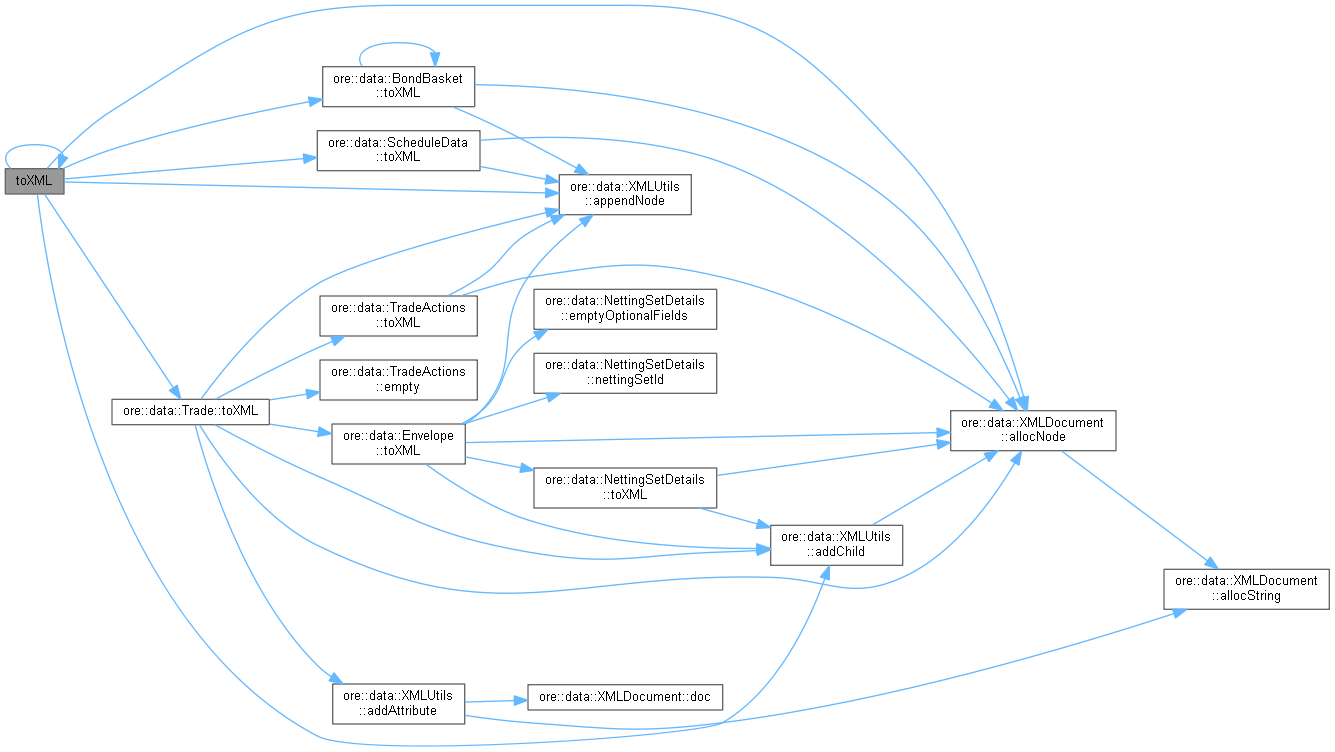 ore::data::BondBasket
::toXML
ore::data::ScheduleData
::toXML
toXML
ore::data::XMLUtils
::appendNode
ore::data::TradeActions
::toXML
ore::data::NettingSetDetails
::emptyOptionalFields
ore::data::TradeActions
::empty
ore::data::NettingSetDetails
::nettingSetId
ore::data::Trade::toXML
ore::data::Envelope
::toXML
ore::data::XMLDocument
::allocNode
ore::data::NettingSetDetails
::toXML
ore::data::XMLUtils
::addChild
ore::data::XMLDocument
::allocString
ore::data::XMLUtils
::addAttribute
ore::data::XMLDocument::doc